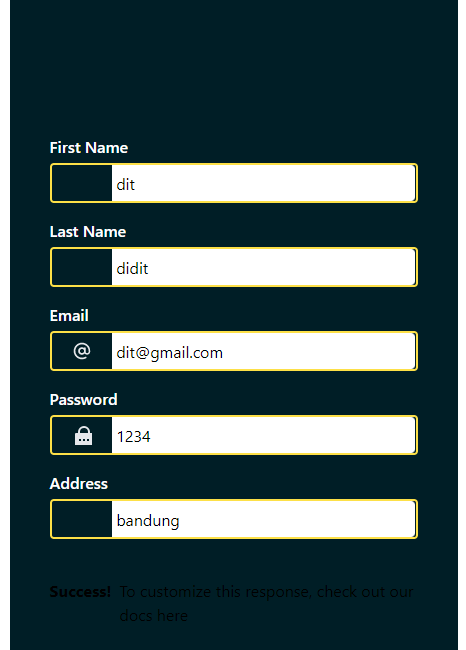 First Name
dit
Last Name
didit
Email
@ dit@gmail.com
Password
1234
Address
bandung
Success! To customize this response, check out our
docs here